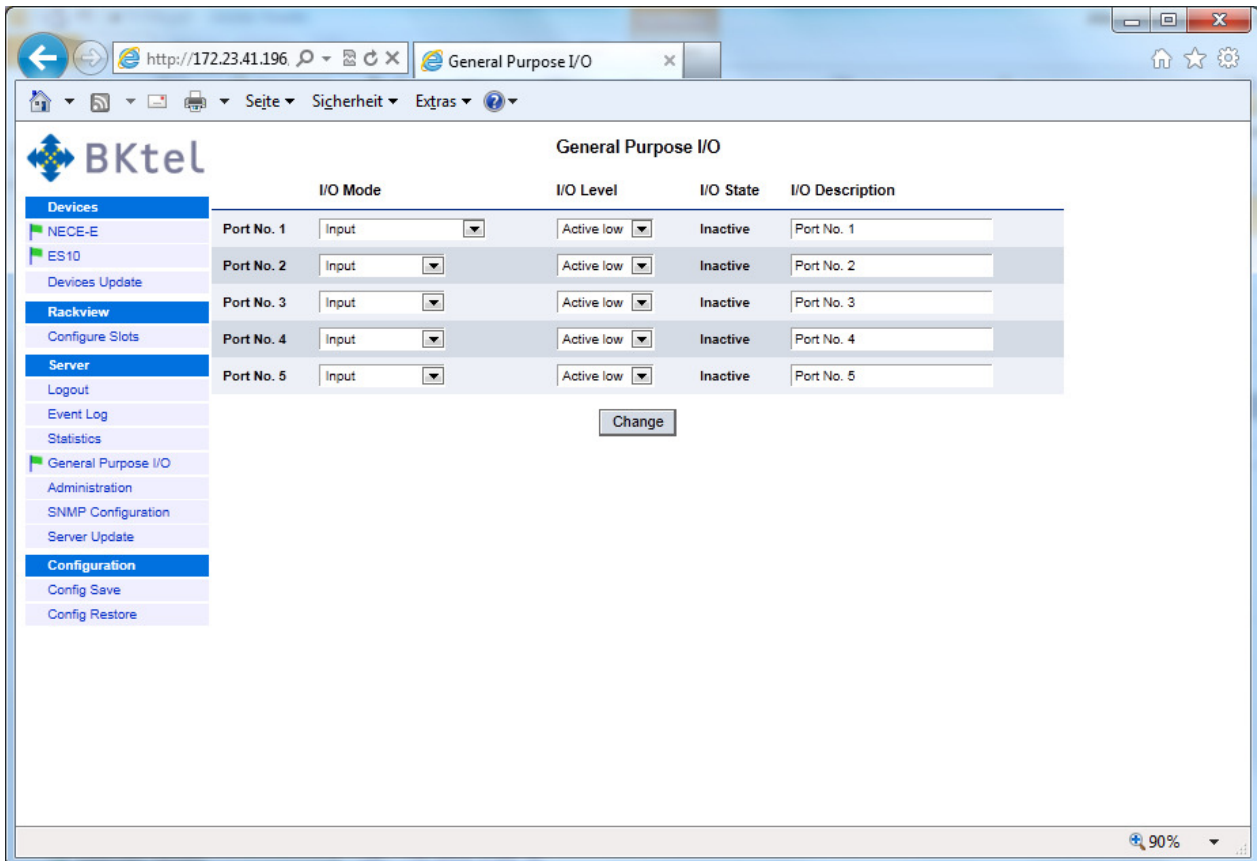 http://172.23.41.196
General Purpose I/O
Seite
Sicherheit
Extras
BKtel
Devices
NECE-E
ES10
Devices Update
Rackview
Configure Slots
Server
Logout
Event Log
Statistics
General Purpose I/O
Administration
SNMP Configuration
Server Update
Configuration
Config Save
Config Restore
General Purpose I/O
I/O Mode I/O Level I/O State I/O Description
Port No. 1 Input Active low Inactive Port No. 1
Port No. 2 Input Active low Inactive Port No. 2
Port No. 3 Input Active low Inactive Port No. 3
Port No. 4 Input Active low Inactive Port No. 4
Port No. 5 Input Active low Inactive Port No. 5
Change
90%